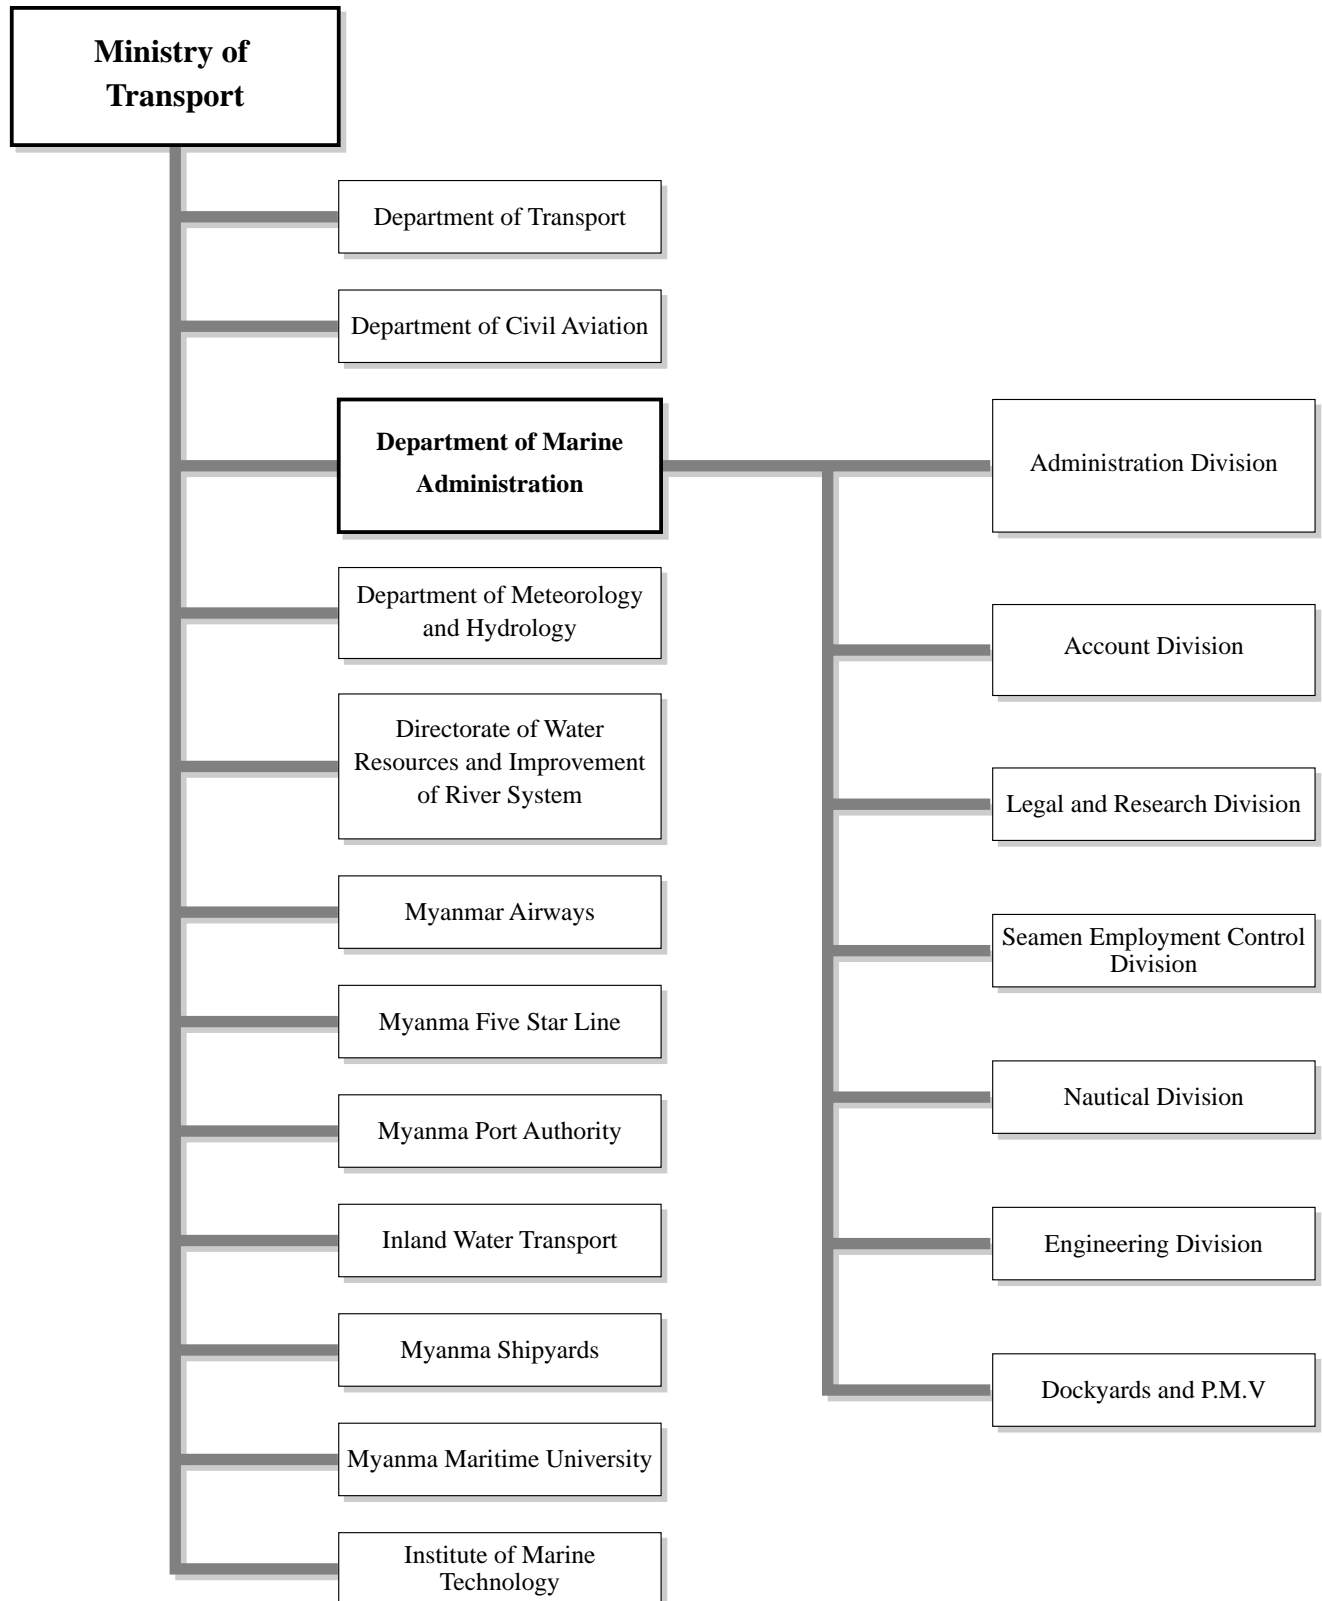 Ministry of
Transport
Department of Transport
Department of Civil Aviation
Department of Marine
Administration
Department of Meteorology
and Hydrology
Directorate of Water
Resources and Improvement
of River System
Myanmar Airways
Myanma Five Star Line
Myanma Port Authority
Inland Water Transport
Myanma Shipyards
Myanma Maritime University
Institute of Marine
Technology
Administration Division
Account Division
Legal and Research Division
Seamen Employment Control
Division
Nautical Division
Engineering Division
Dockyards and P.M.V